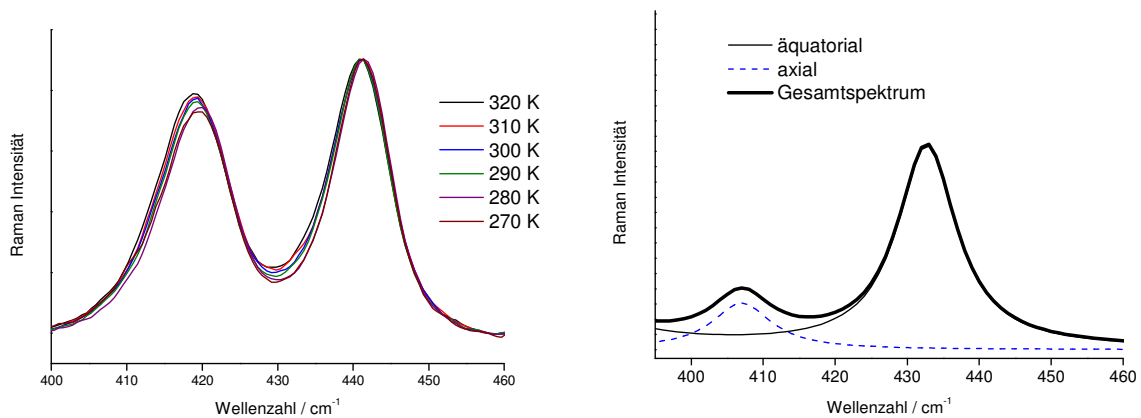 Raman Intensität
320 K
310 K
300 K
290 K
280 K
270 K
400 410 420 430 440 450 460
Wellenzahl / cm-1
Raman Intensität
äquatorial
axial
Gesamtspektrum
400 410 420 430 440 450 460
Wellenzahl / cm-1